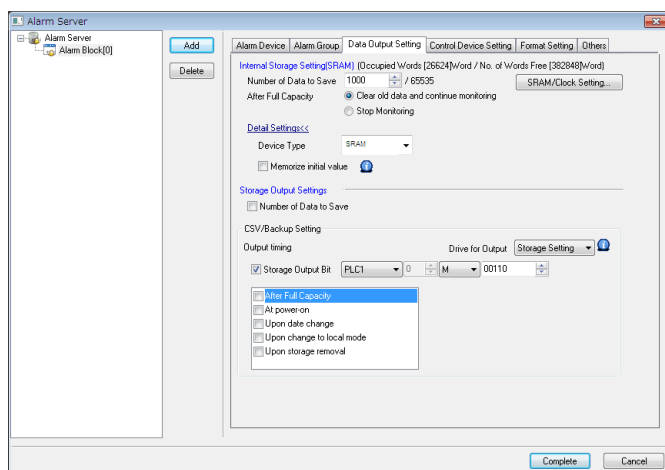 Alarm Server
Alarm Server
Alarm Block[0]
Add
Delete
Alarm Device Alarm Group Data Output Setting Control Device Setting Format Setting Others
Internal Storage Setting(SRAM) (Occupied Words [26624]Word / No. of Words Free [382848]Word)
Number of Data to Save 1000 / 65535 SRAM/Clock Setting...
After Full Capacity Clear old data and continue monitoring
Stop Monitoring
Detail Settings<<
Device Type SRAM
Memorize initial value
Storage Output Settings
Number of Data to Save
CSV/Backup Setting
Output timing Drive for Output Storage Setting
Storage Output Bit PLC1 0 M 00110
After Full Capacity
At power-on
Upon date change
Upon change to local mode
Upon storage removal
Complete Cancel